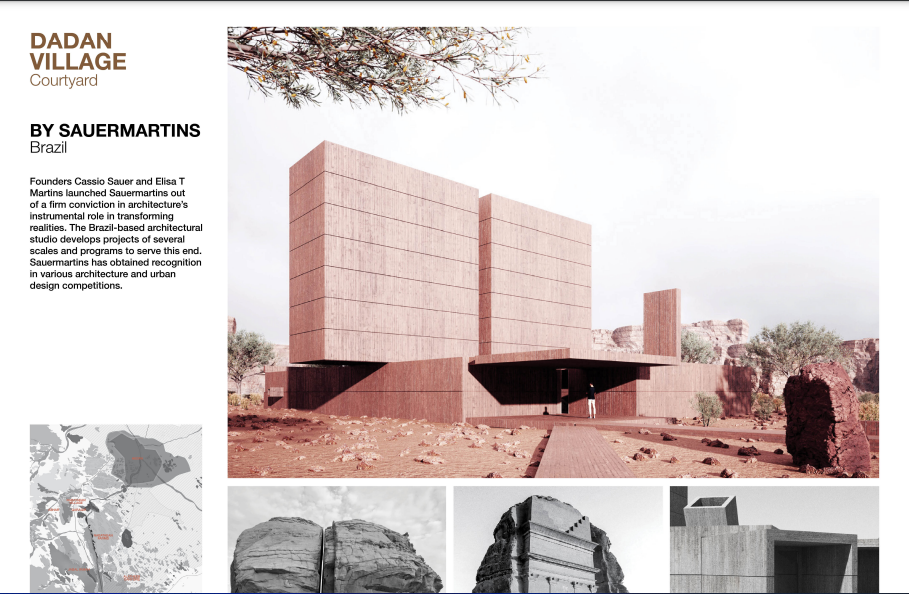 DADAN
VILLAGE
Courtyard
BY SAUERMARTINS
Brazil
Founders Cassio Sauer and Elisa T
Martins launched Sauermartins out
of a firm conviction in architecture's
instrumental role in transforming
realities. The Brazil-based architectural
studio develops projects of several
scales and programs to serve this end.
Sauermartins has obtained recognition
in various architecture and urban
design competitions.